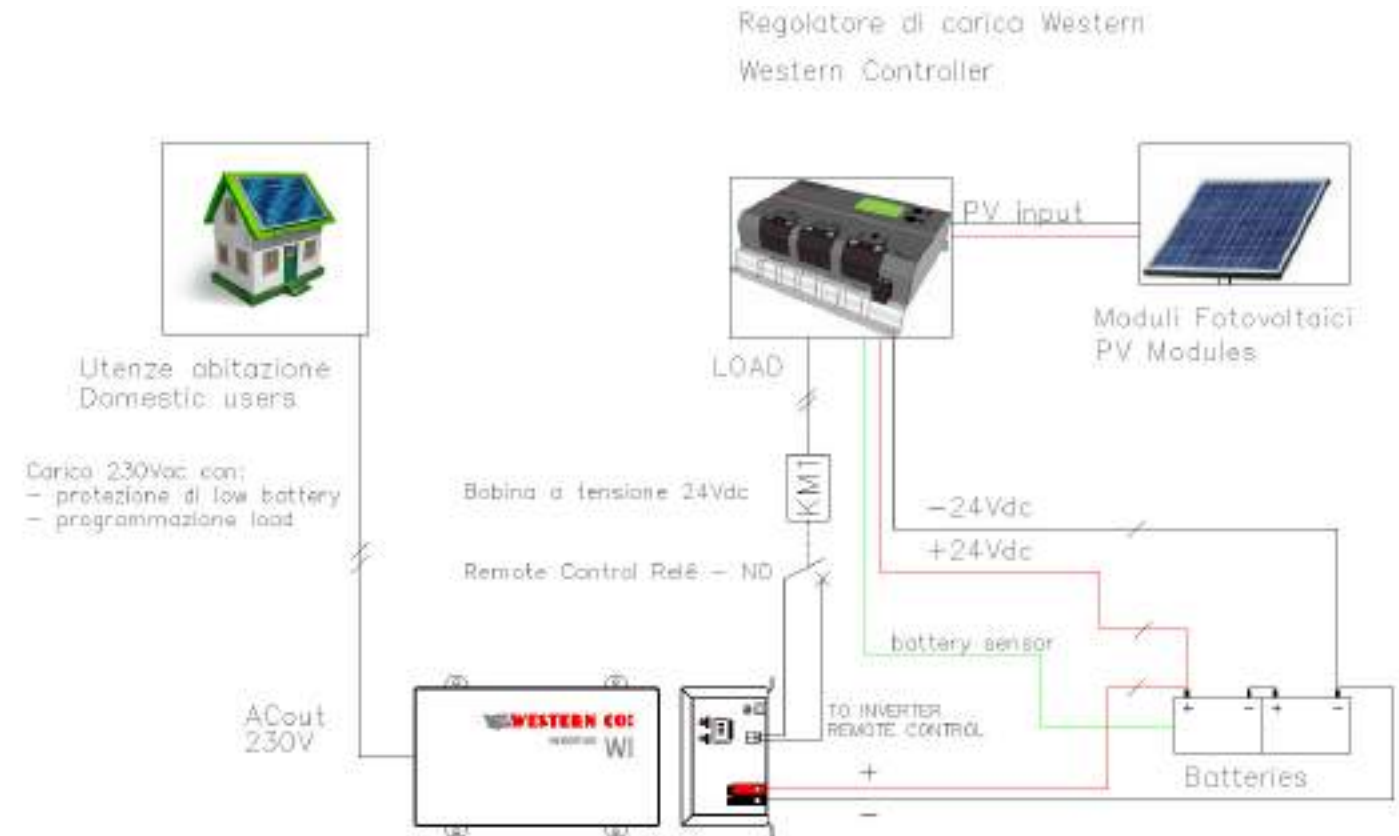 Regolatore di carica Western
Western Controller
PV input
Moduli Fotovoltaici
PV Modules
LOAD
Utenze abitazione
Domestic users
Carico 230Vac con:
- protezione di low battery
- programmazione load
Bobina a tensione 24Vdc
KM1
-24Vdc
+24Vdc
Remote Control Relè - NO
battery sensor
ACout
230V
WESTERN CO
INVERTER WI
TO INVERTER
REMOTE CONTROL
+ - + -
Batteries
+
-